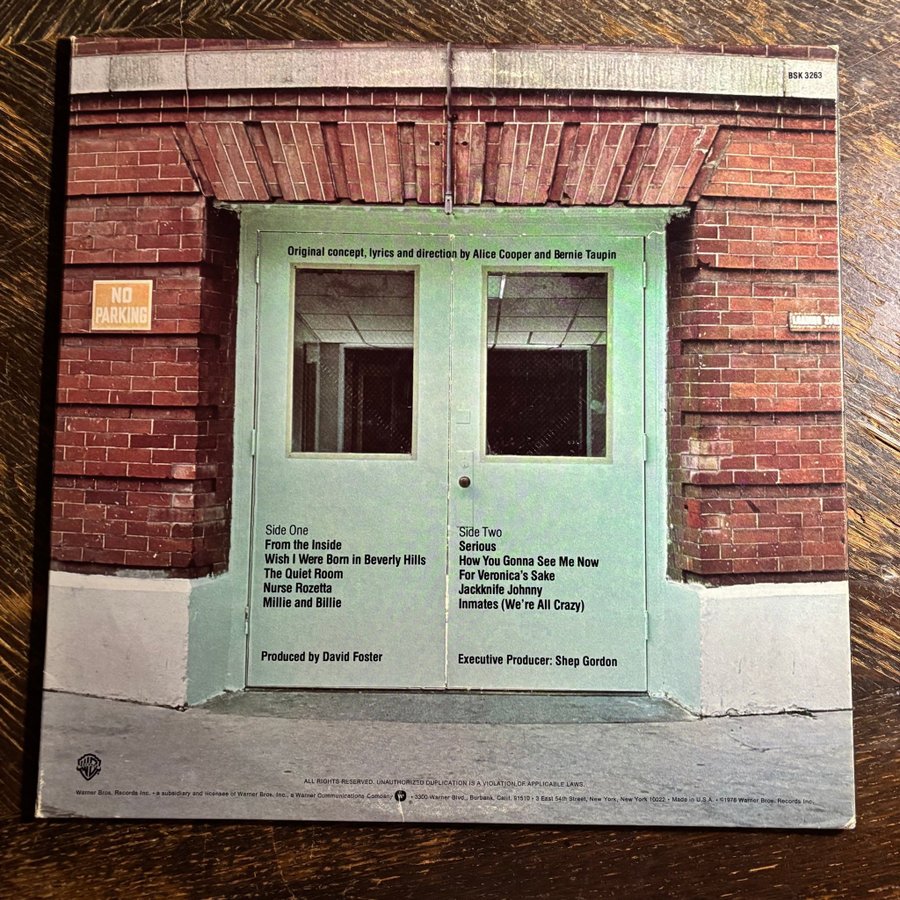 BSK 3263
Original concept, lyrics and direction by Alice Cooper and Bernie Taupin
NO
PARKING
Side One
From the Inside
Wish I Were Born in Beverly Hills
The Quiet Room
Nurse Rozetta
Millie and Billie
Side Two
Serious
How You Gonna See Me Now
For Veronica's Sake
Jackknife Johnny
Inmates (We're All Crazy)
Produced by David Foster
Executive Producer: Shep Gordon
ALL RIGHTS RESERVED. UNAUTHORIZED DUPLICATION IS A VIOLATION OF APPLICABLE LAWS.
Warner Bros. Records Inc. • a subsidiary and licensee of Warner Bros. Inc., a Warner Communications Company • 3300 Warner Blvd., Burbank, Calif. 91510 • 3 East 54th Street, New York, New York 10022 • Made in U.S.A. • ©1978 Warner Bros. Records Inc.